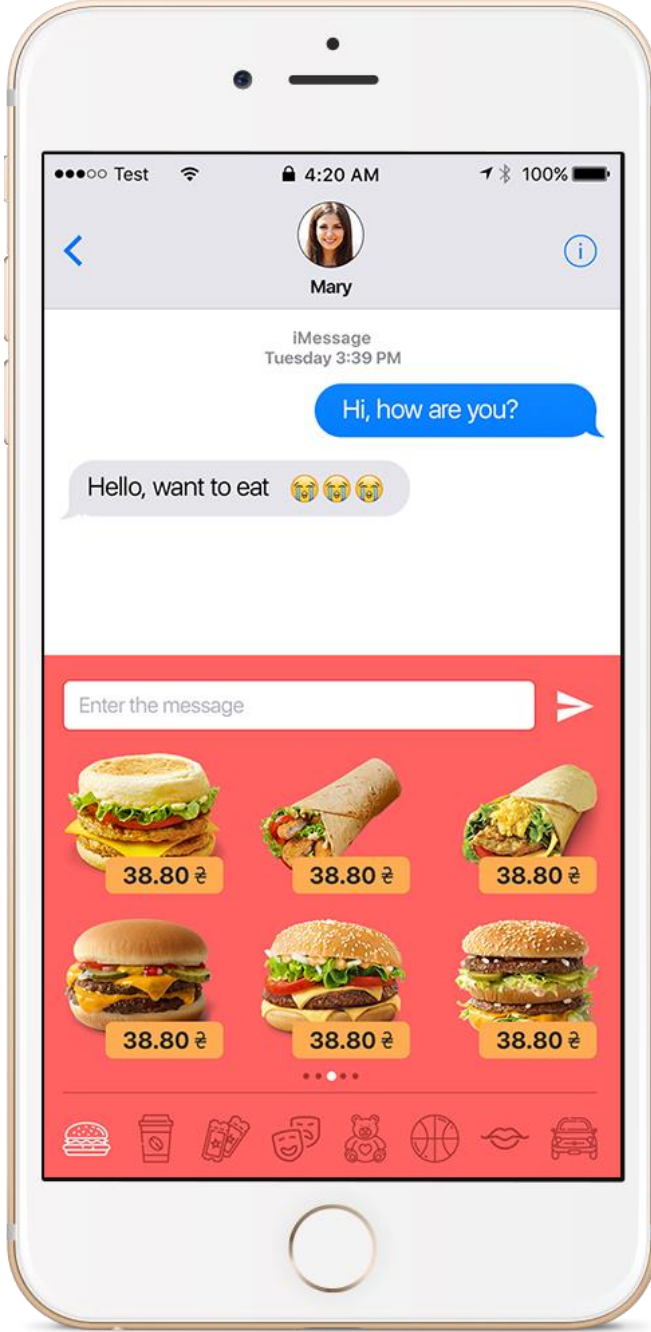 ●●●○○ Test 4:20 AM 100%
Mary
iMessage
Tuesday 3:39 PM
Hi, how are you?
Hello, want to eat 😭😭😭
Enter the message
38.80 ₴ 38.80 ₴ 38.80 ₴
38.80 ₴ 38.80 ₴ 38.80 ₴